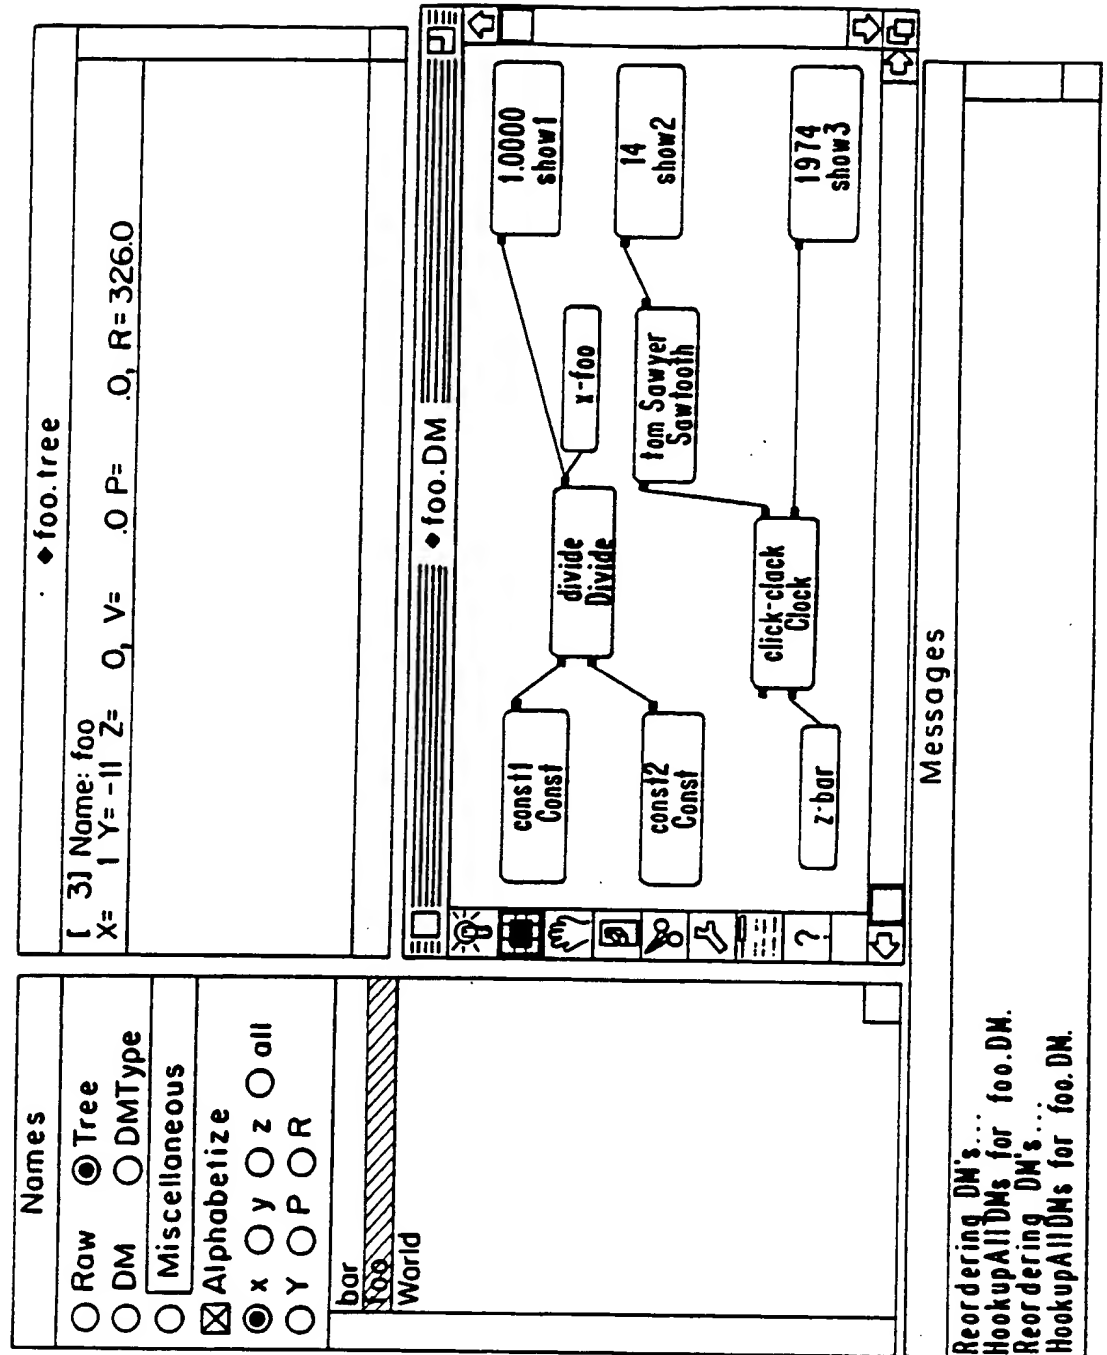 Names
Raw Tree
DM DMType
Miscellaneous
Alphabetize
x y z all
Y P R
bar
foo
World
◆foo.tree
[ 3] Name: foo
X= 1 Y= -11 Z= 0, V= .0 P= .0, R= 326.0
◆foo.DM
const1
Const
const2
Const
divide
Divide
x-foo
1.0000
show1
tom Sawyer
Sawtooth
14
show2
z-bar
click-clack
Clock
1974
show3
?
Messages
Reordering DM's...
HookupAllDMs for foo.DM.
Reordering DM's...
HookupAllDMs for foo.DM.